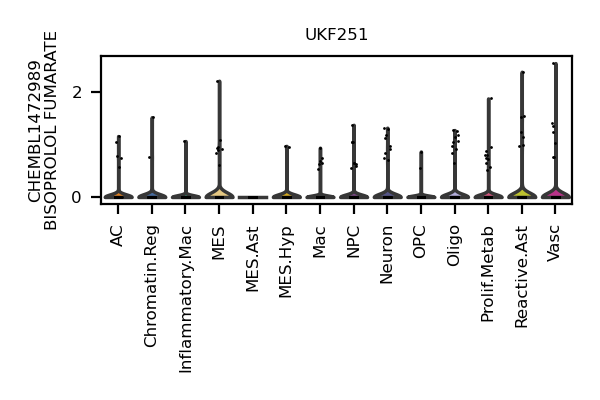 UKF251
CHEMBL1472989
BISOPROLOL FUMARATE
2
0
AC
Chromatin.Reg
Inflammatory.Mac
MES
MES.Ast
MES.Hyp
Mac
NPC
Neuron
OPC
Oligo
Prolif.Metab
Reactive.Ast
Vasc